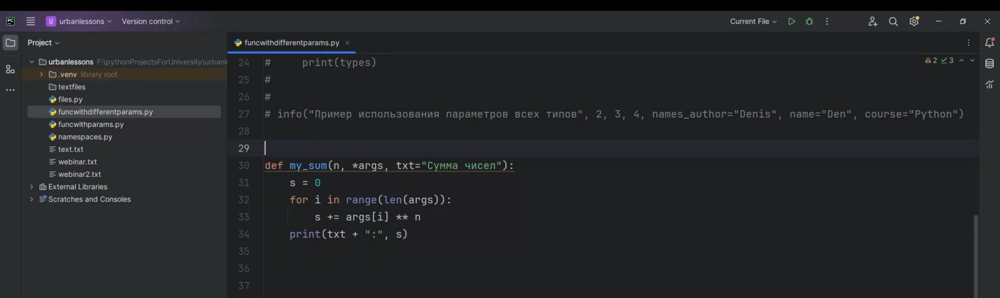 PC
U urbanlessons
Version control
Current File
Project
funcwithdifferentparams.py
urbanlessons F:\pythonProjectsForUniversity\urbanl
.venv library root
textfiles
files.py
funcwithdifferentparams.py
funcwithparams.py
namespaces.py
text.txt
webinar.txt
webinar2.txt
External Libraries
Scratches and Consoles
2 3
24 # print(types)
25 #
26 #
27 # info("Пример использования параметров всех типов", 2, 3, 4, names_author="Denis", name="Den", course="Python")
28
29
30 def my_sum(n, *args, txt="Сумма чисел"):
31 s = 0
32 for i in range(len(args)):
33 s += args[i] ** n
34 print(txt + ":", s)
35
36
37